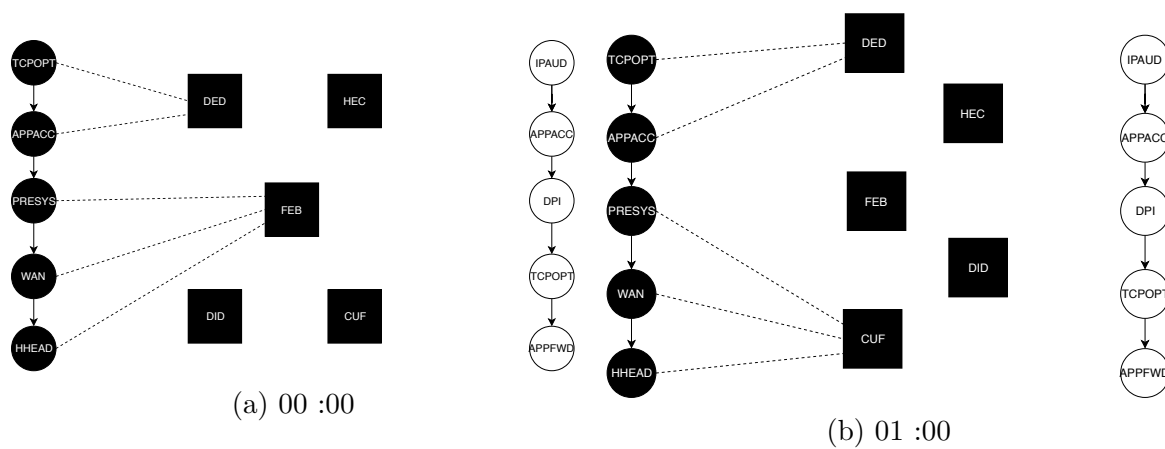 TCPOPT
APPACC
PRESYS
WAN
HHEAD
DED
HEC
FEB
DID
CUF
IPAUD
APPACC
DPI
TCPOPT
APPFWD
(a) 00 :00
TCPOPT
APPACC
PRESYS
WAN
HHEAD
DED
HEC
FEB
DID
CUF
IPAUD
APPACC
DPI
TCPOPT
APPFWD
(b) 01 :00